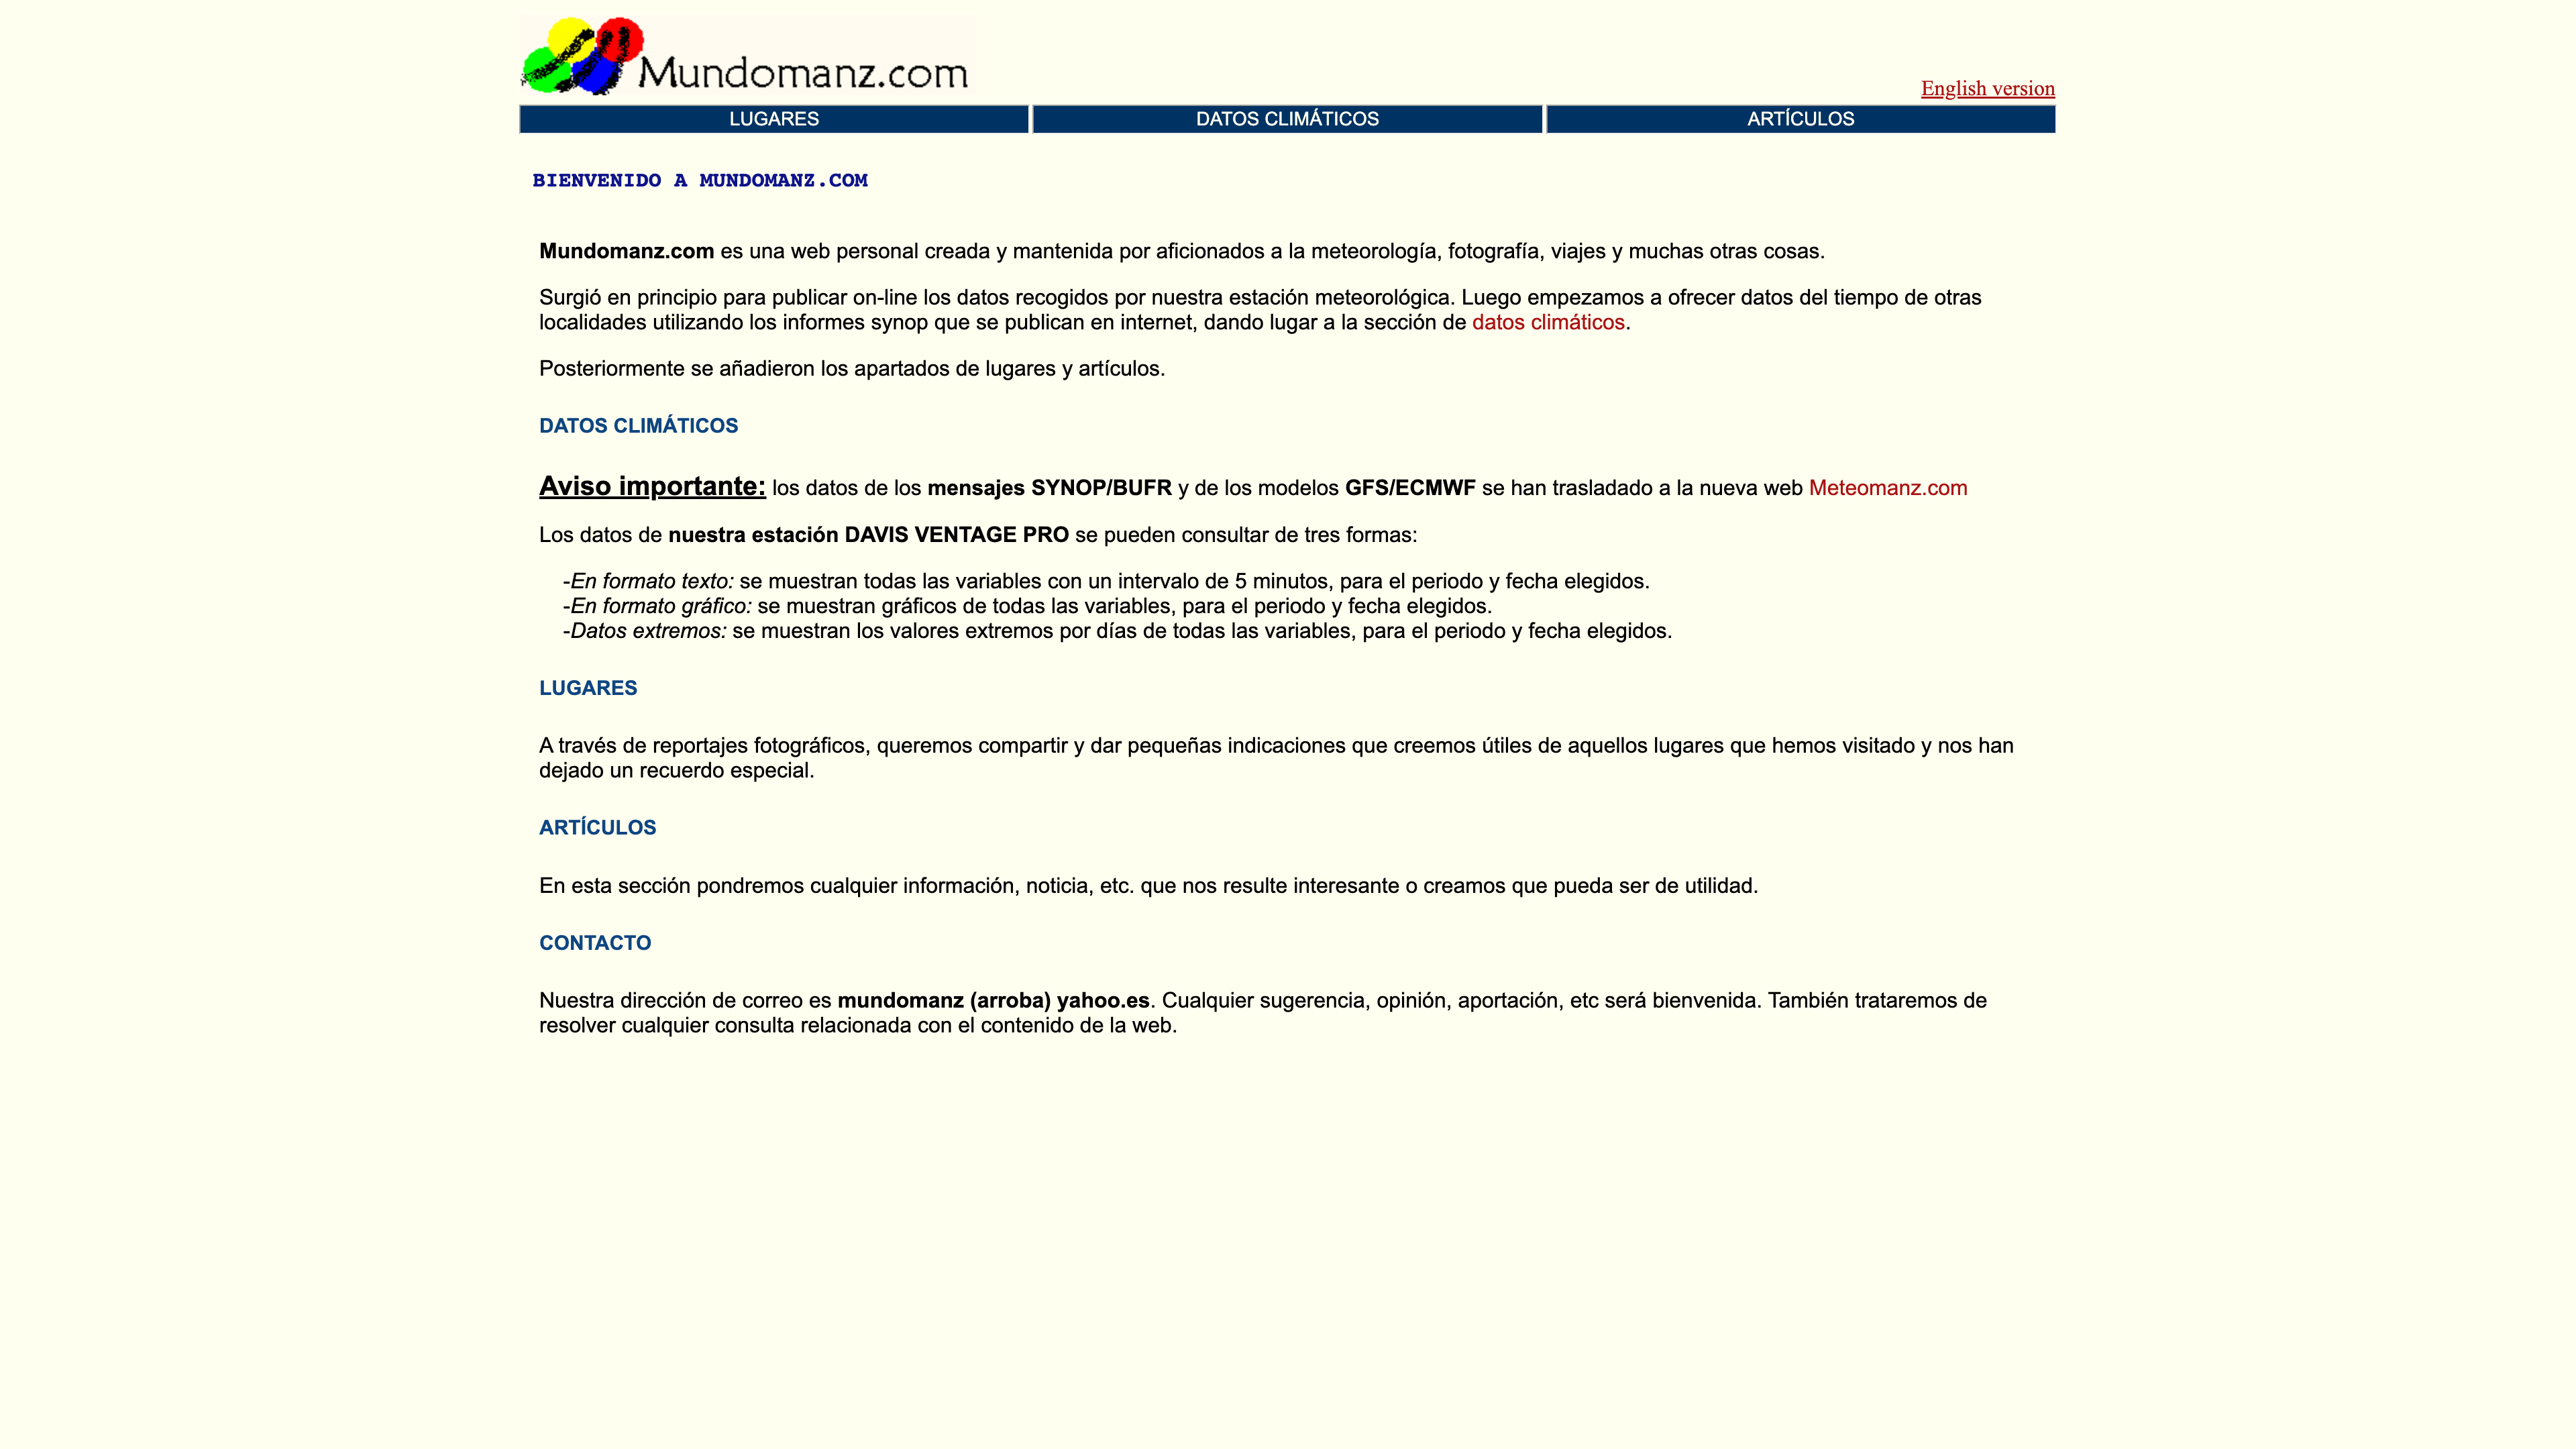 Mundomanz.com
English version
LUGARES
DATOS CLIMÁTICOS
ARTÍCULOS
BIENVENIDO A MUNDOMANZ.COM
Mundomanz.com es una web personal creada y mantenida por aficionados a la meteorología, fotografía, viajes y muchas otras cosas.
Surgió en principio para publicar on-line los datos recogidos por nuestra estación meteorológica. Luego empezamos a ofrecer datos del tiempo de otras
localidades utilizando los informes synop que se publican en internet, dando lugar a la sección de datos climáticos.
Posteriormente se añadieron los apartados de lugares y artículos.
DATOS CLIMÁTICOS
Aviso importante: los datos de los mensajes SYNOP/BUFR y de los modelos GFS/ECMWF se han trasladado a la nueva web Meteomanz.com
Los datos de nuestra estación DAVIS VENTAGE PRO se pueden consultar de tres formas:
-En formato texto: se muestran todas las variables con un intervalo de 5 minutos, para el periodo y fecha elegidos.
-En formato gráfico: se muestran gráficos de todas las variables, para el periodo y fecha elegidos.
-Datos extremos: se muestran los valores extremos por días de todas las variables, para el periodo y fecha elegidos.
LUGARES
A través de reportajes fotográficos, queremos compartir y dar pequeñas indicaciones que creemos útiles de aquellos lugares que hemos visitado y nos han
dejado un recuerdo especial.
ARTÍCULOS
En esta sección pondremos cualquier información, noticia, etc. que nos resulte interesante o creamos que pueda ser de utilidad.
CONTACTO
Nuestra dirección de correo es mundomanz (arroba) yahoo.es. Cualquier sugerencia, opinión, aportación, etc será bienvenida. También trataremos de
resolver cualquier consulta relacionada con el contenido de la web.